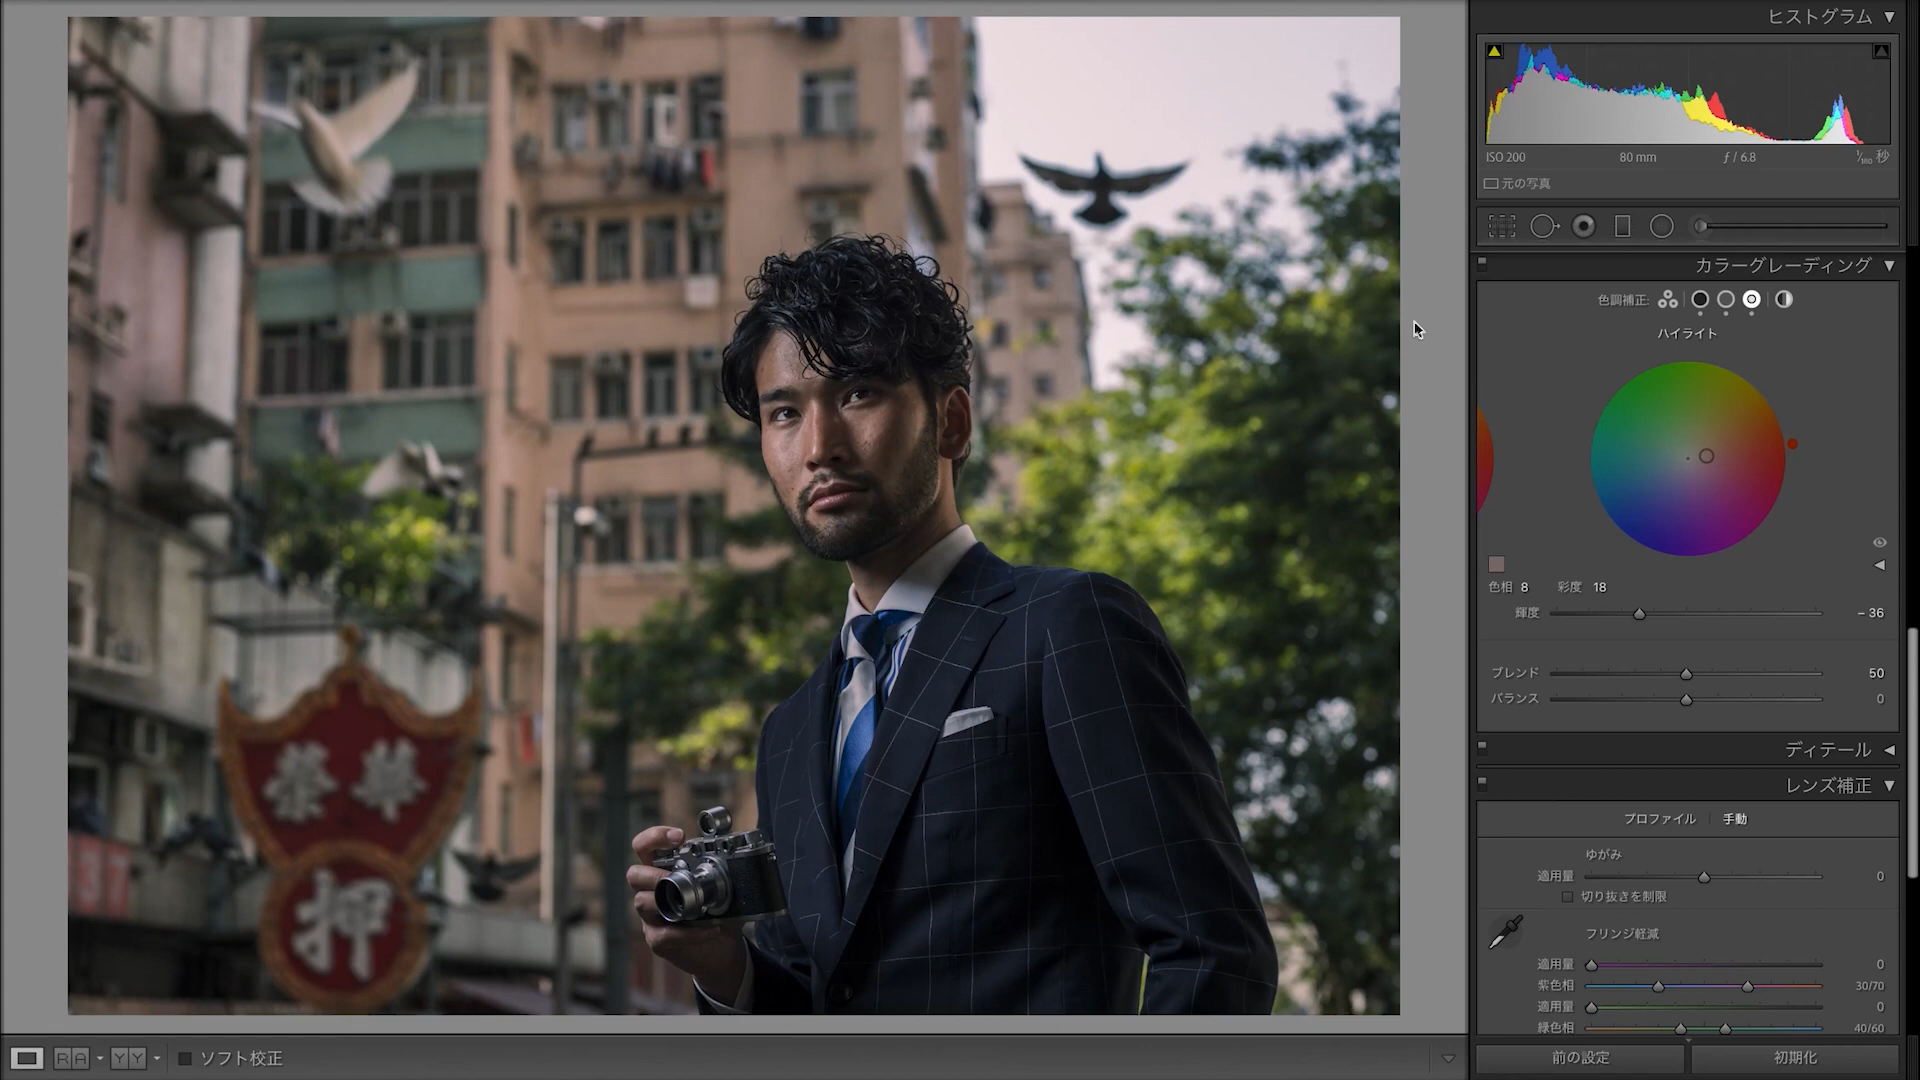 ヒストグラム
ISO 200 80 mm ƒ / 6.8 1/180 秒
元の写真
カラーグレーディング
色調補正:
ハイライト
色相 8 彩度 18
輝度 － 36
ブレンド 50
バランス 0
ディテール
レンズ補正
プロファイル 手動
ゆがみ
適用量 0
切り抜きを制限
フリンジ軽減
適用量 0
紫色相 30/70
適用量 0
緑色相 40/60
前の設定 初期化
RA YY ソフト校正
押